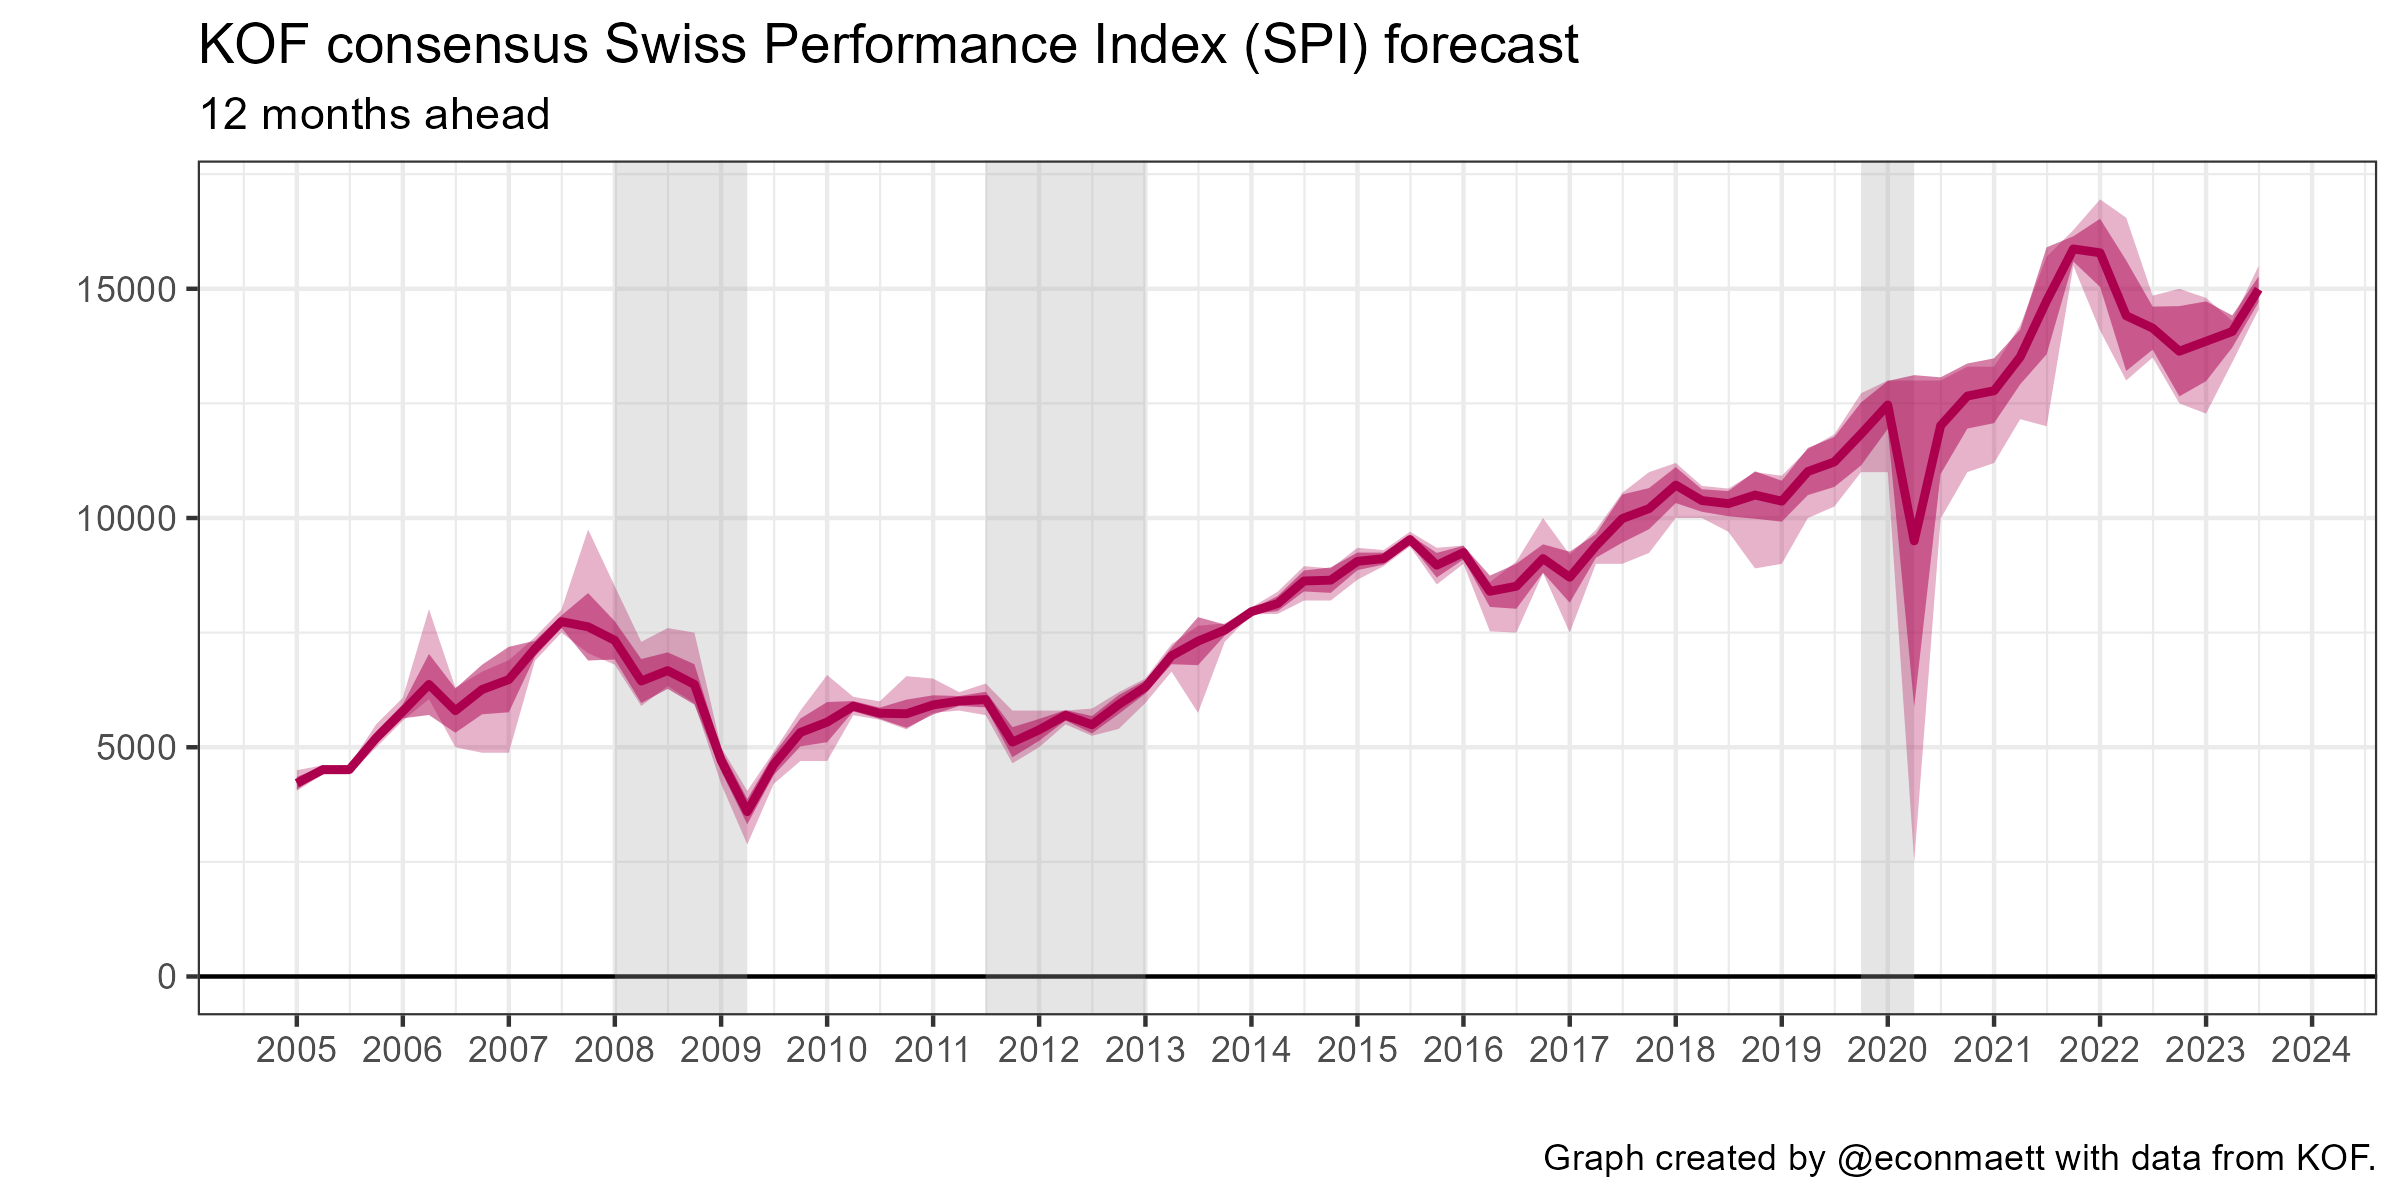 KOF consensus Swiss Performance Index (SPI) forecast
12 months ahead
15000
10000
5000
0
2005 2006 2007 2008 2009 2010 2011 2012 2013 2014 2015 2016 2017 2018 2019 2020 2021 2022 2023 2024
Graph created by @econmaett with data from KOF.